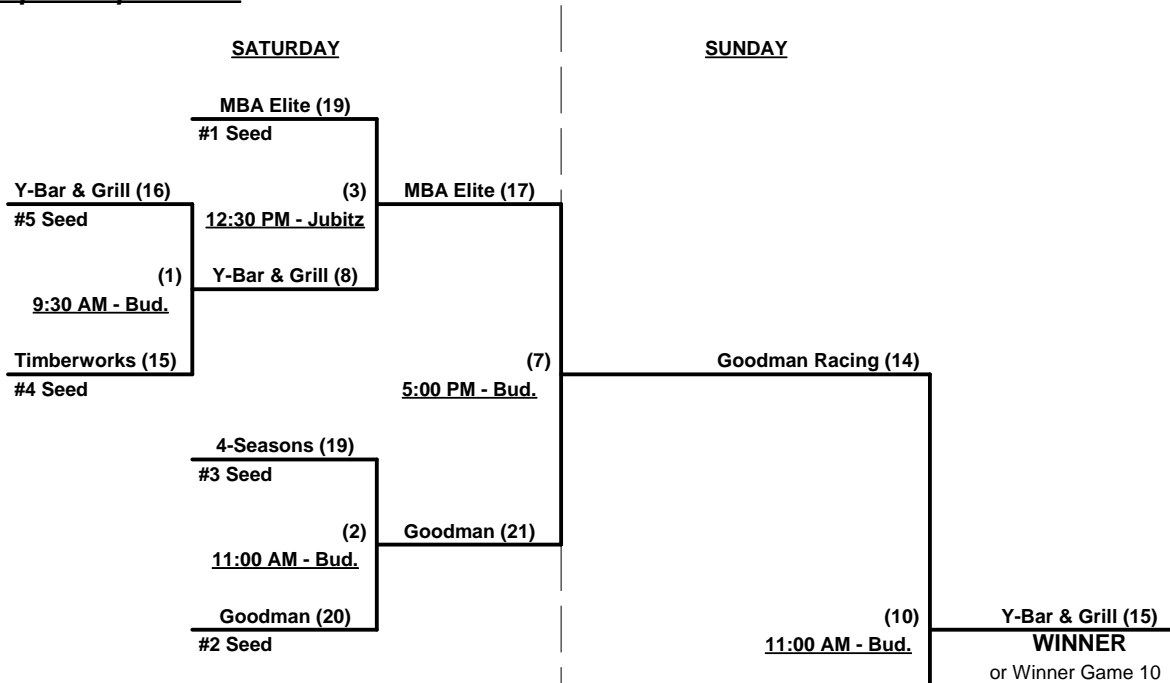 SATURDAY
SUNDAY
MBA Elite (19)
#1 Seed
Y-Bar & Grill (16)
#5 Seed
(3)
12:30 PM - Jubitz
MBA Elite (17)
(1)
9:30 AM - Bud.
Y-Bar & Grill (8)
Timberworks (15)
#4 Seed
(7)
5:00 PM - Bud.
Goodman Racing (14)
4-Seasons (19)
#3 Seed
(2)
11:00 AM - Bud.
Goodman (21)
Goodman (20)
#2 Seed
(10)
11:00 AM - Bud.
Y-Bar & Grill (15)
WINNER
or Winner Game 10